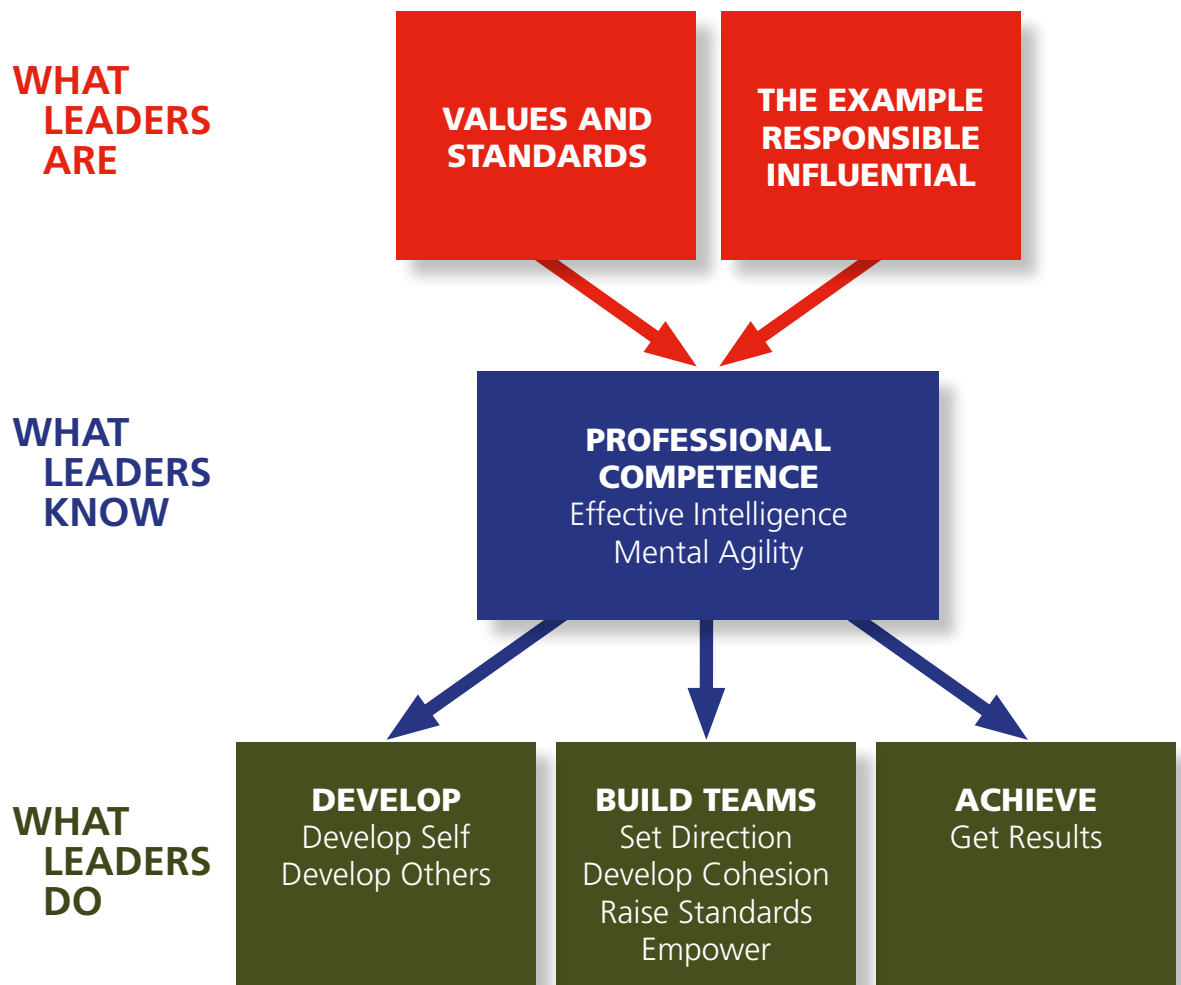 WHAT
LEADERS
ARE
VALUES AND
STANDARDS
THE EXAMPLE
RESPONSIBLE
INFLUENTIAL
WHAT
LEADERS
KNOW
PROFESSIONAL
COMPETENCE
Effective Intelligence
Mental Agility
WHAT
LEADERS
DO
DEVELOP
Develop Self
Develop Others
BUILD TEAMS
Set Direction
Develop Cohesion
Raise Standards
Empower
ACHIEVE
Get Results